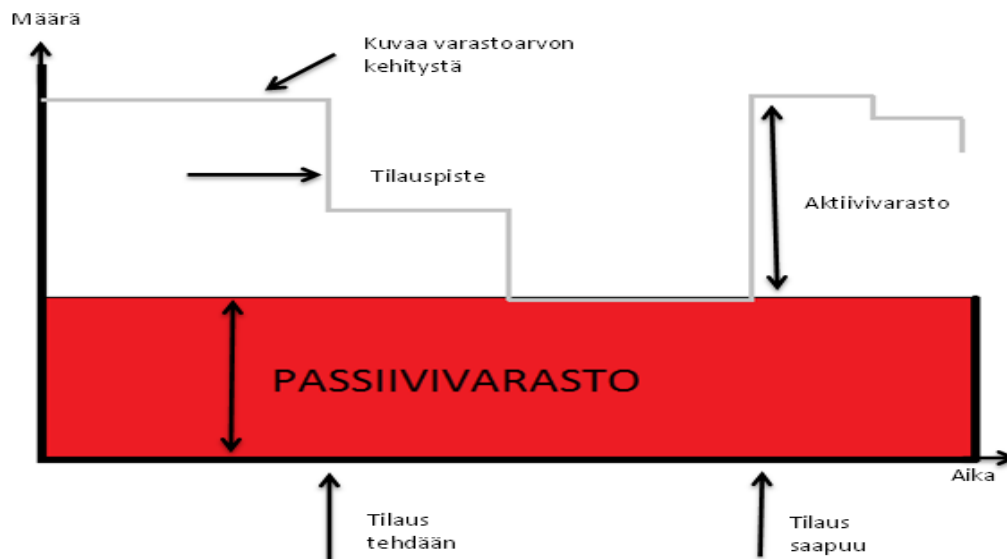 Määrä
Kuvaa varastoarvon
kehitystä
Tilauspiste
Aktiivivarasto
PASSIIVIVARASTO
Aika
Tilaus
tehdään
Tilaus
saapuu